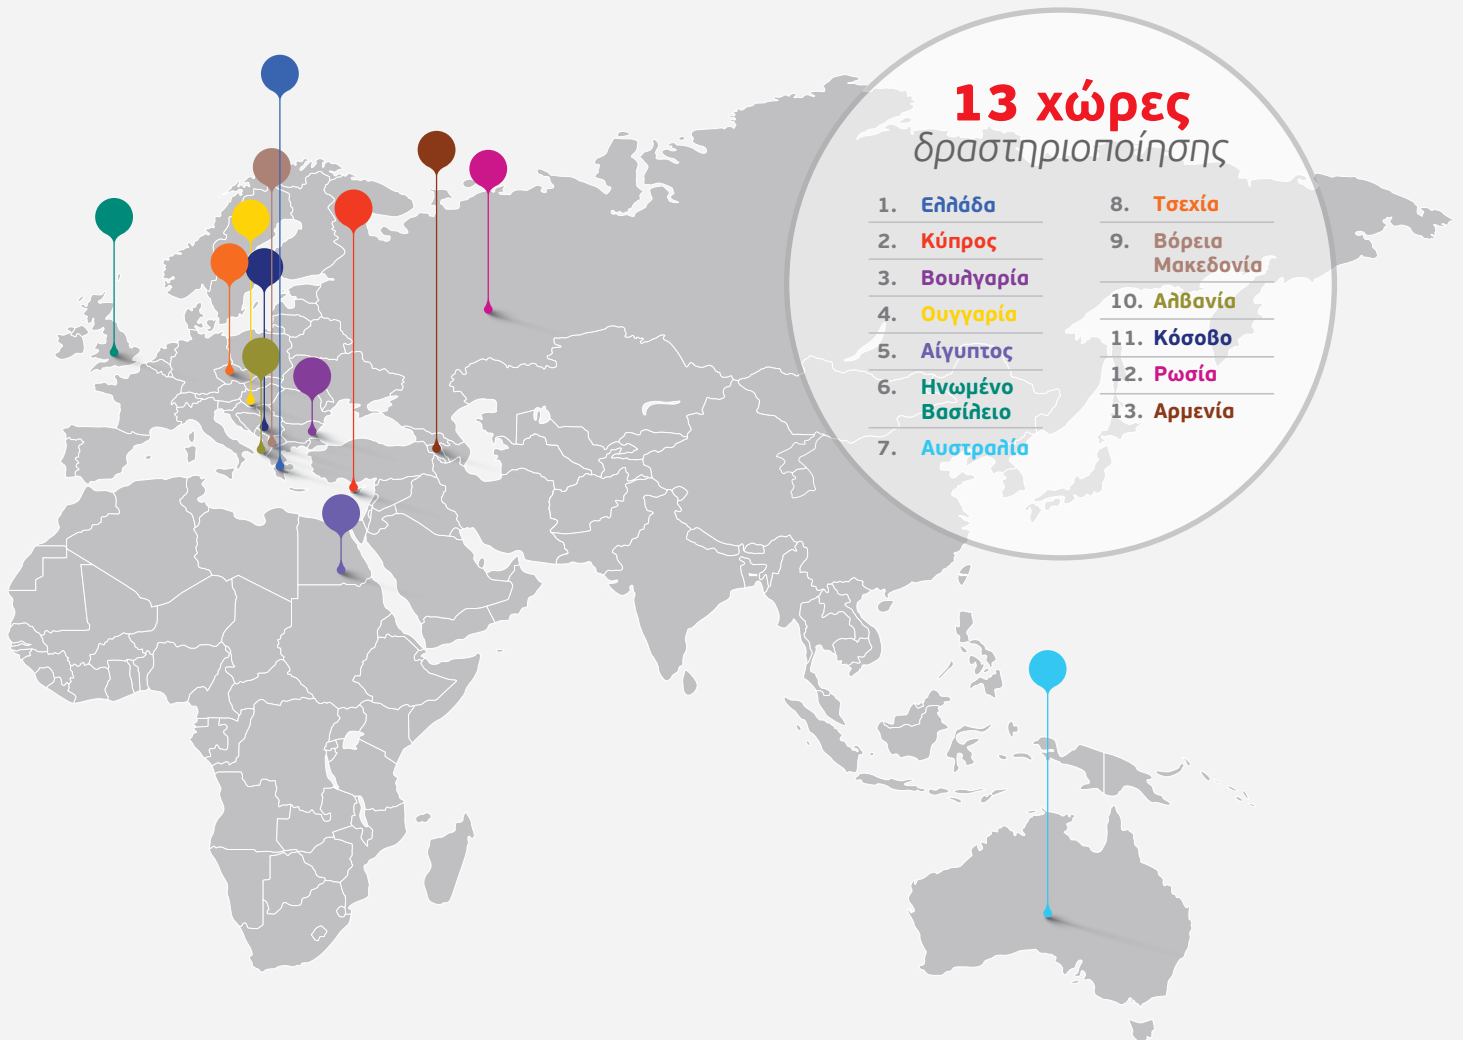 13 χώρες
δραστηριοποίησης
1. Ελλάδα
2. Κύπρος
3. Βουλγαρία
4. Ουγγαρία
5. Αίγυπτος
6. Ηνωμένο
Βασίλειο
7. Αυστραλία
8. Τσεχία
9. Βόρεια
Μακεδονία
10. Αλβανία
11. Κόσοβο
12. Ρωσία
13. Αρμενία